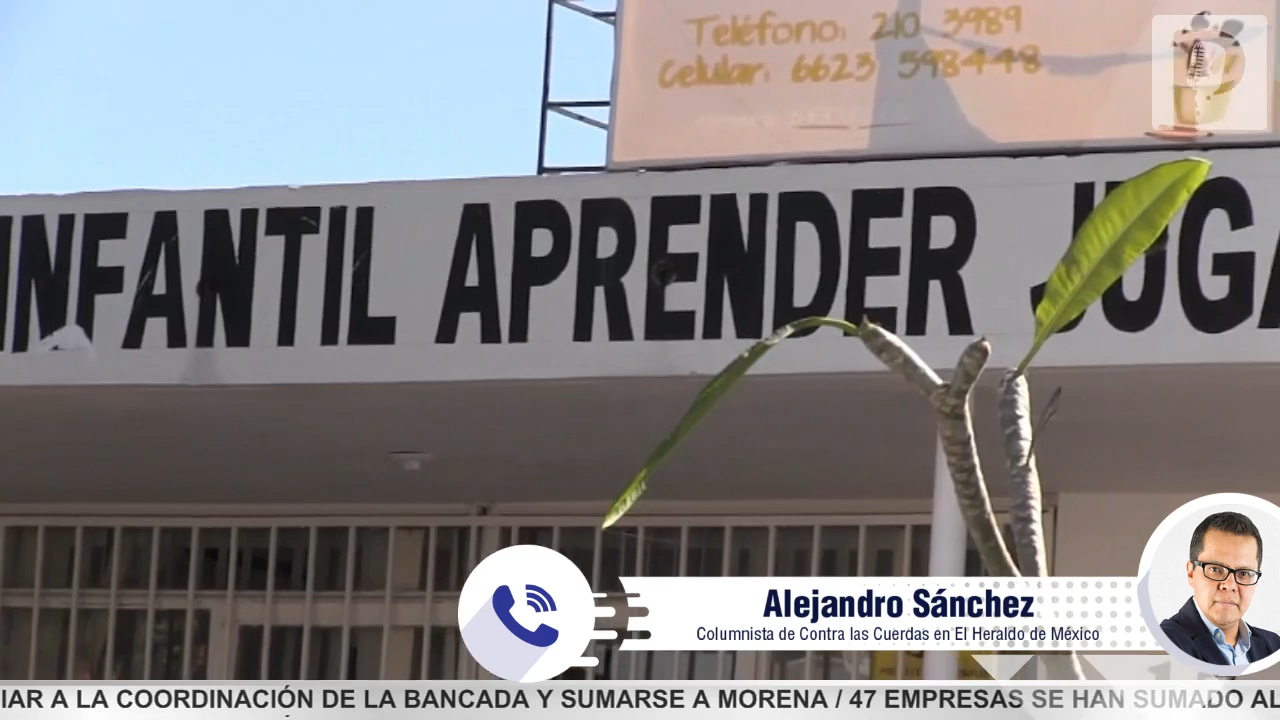 Teléfono: 210 3989
Celular: 6623 598448
INFANTIL APRENDER JUGA
Alejandro Sánchez
Columnista de Contra las Cuerdas en El Heraldo de México
IAR A LA COORDINACIÓN DE LA BANCADA Y SUMARSE A MORENA / 47 EMPRESAS SE HAN SUMADO AL